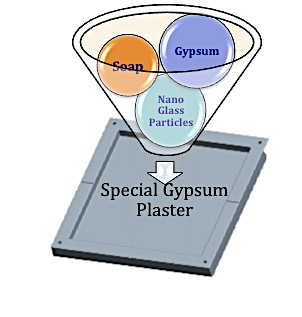 Gypsum
Soap
Nano
Glass
Particles
Special Gypsum
Plaster